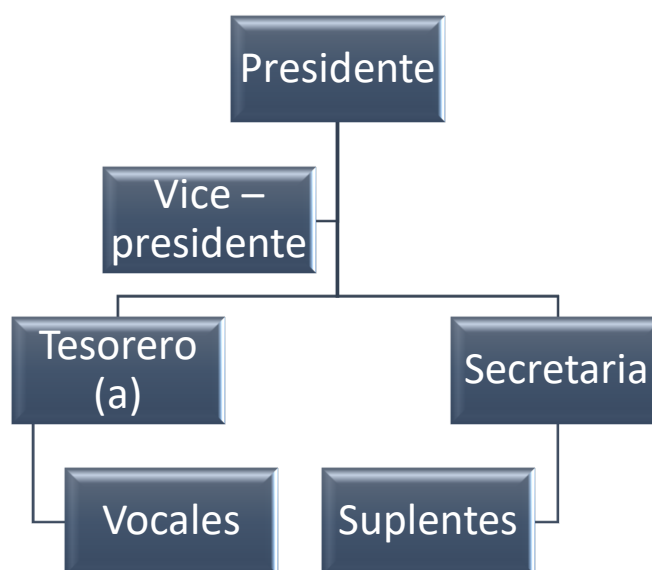 Presidente
Vice –
presidente
Tesorero
(a)
Secretaria
Vocales
Suplentes